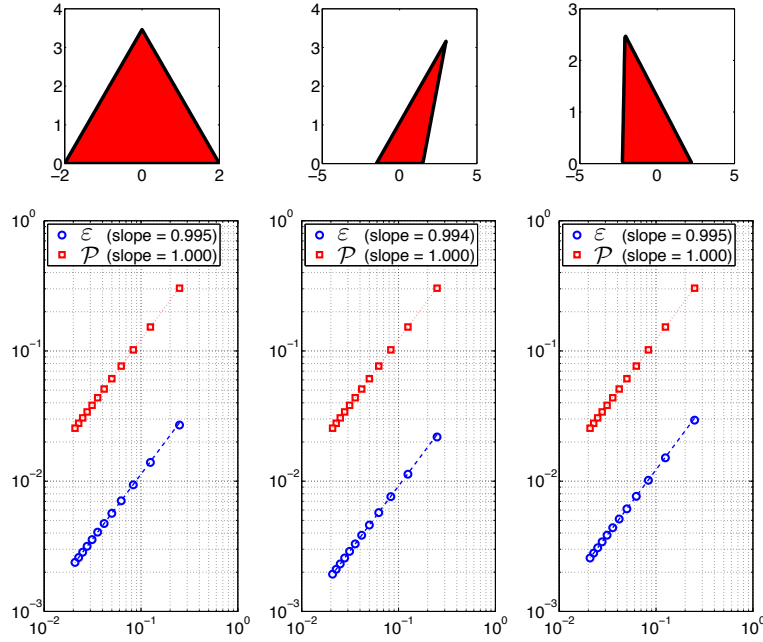 4
3
2
1
0
−2 0 2
4
3
2
1
0
−5 0 5
3
2
1
0
−5 0 5
10^0
10^−1
10^−2
10^−3
10^−2 10^−1 10^0
ε (slope = 0.995)
P (slope = 1.000)
10^0
10^−1
10^−2
10^−3
10^−2 10^−1 10^0
ε (slope = 0.994)
P (slope = 1.000)
10^0
10^−1
10^−2
10^−3
10^−2 10^−1 10^0
ε (slope = 0.995)
P (slope = 1.000)